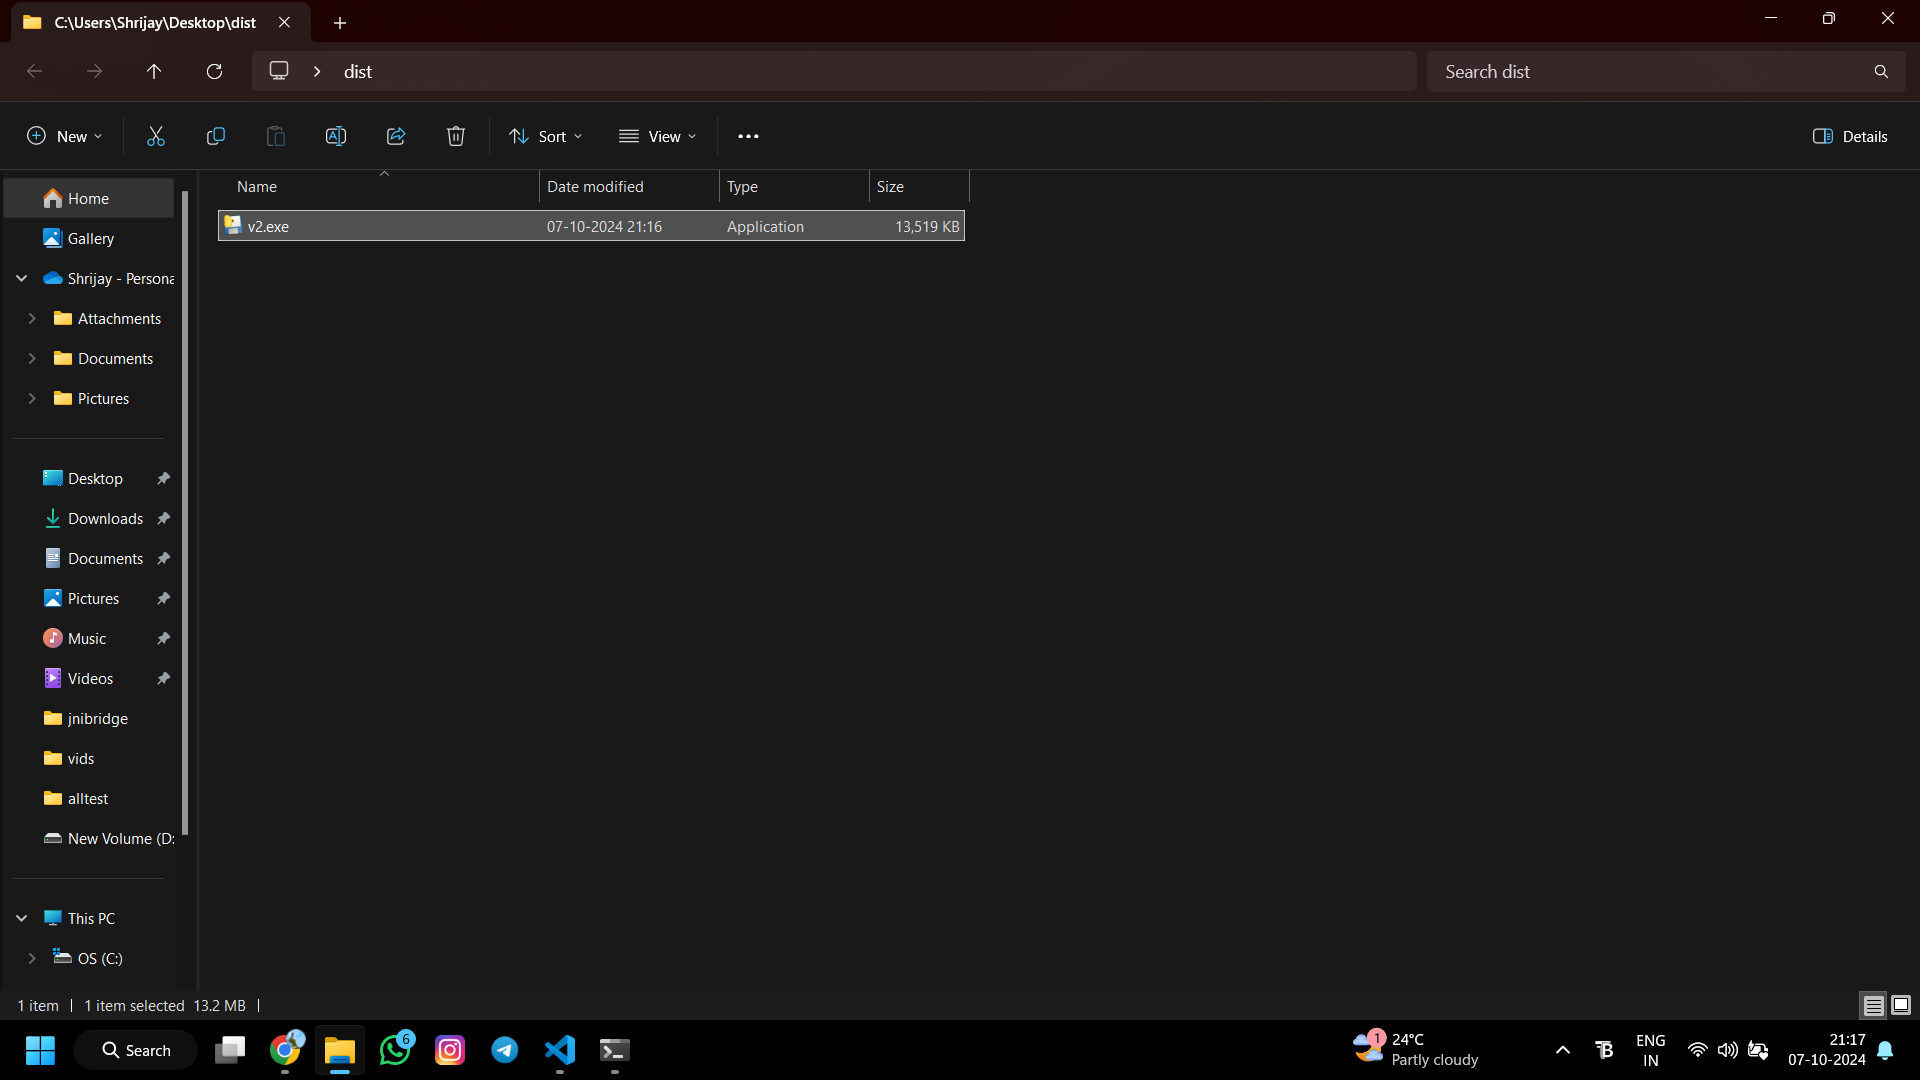 C:\Users\Shrijay\Desktop\dist
dist
Search dist
New
Sort
View
Details
Name Date modified Type Size
v2.exe 07-10-2024 21:16 Application 13,519 KB
Home
Gallery
Shrijay - Persona
Attachments
Documents
Pictures
Desktop
Downloads
Documents
Pictures
Music
Videos
jnibridge
vids
alltest
New Volume (D:
This PC
OS (C:)
1 item 1 item selected 13.2 MB
Search
6
1
24°C
Partly cloudy
ENG
IN
21:17
07-10-2024